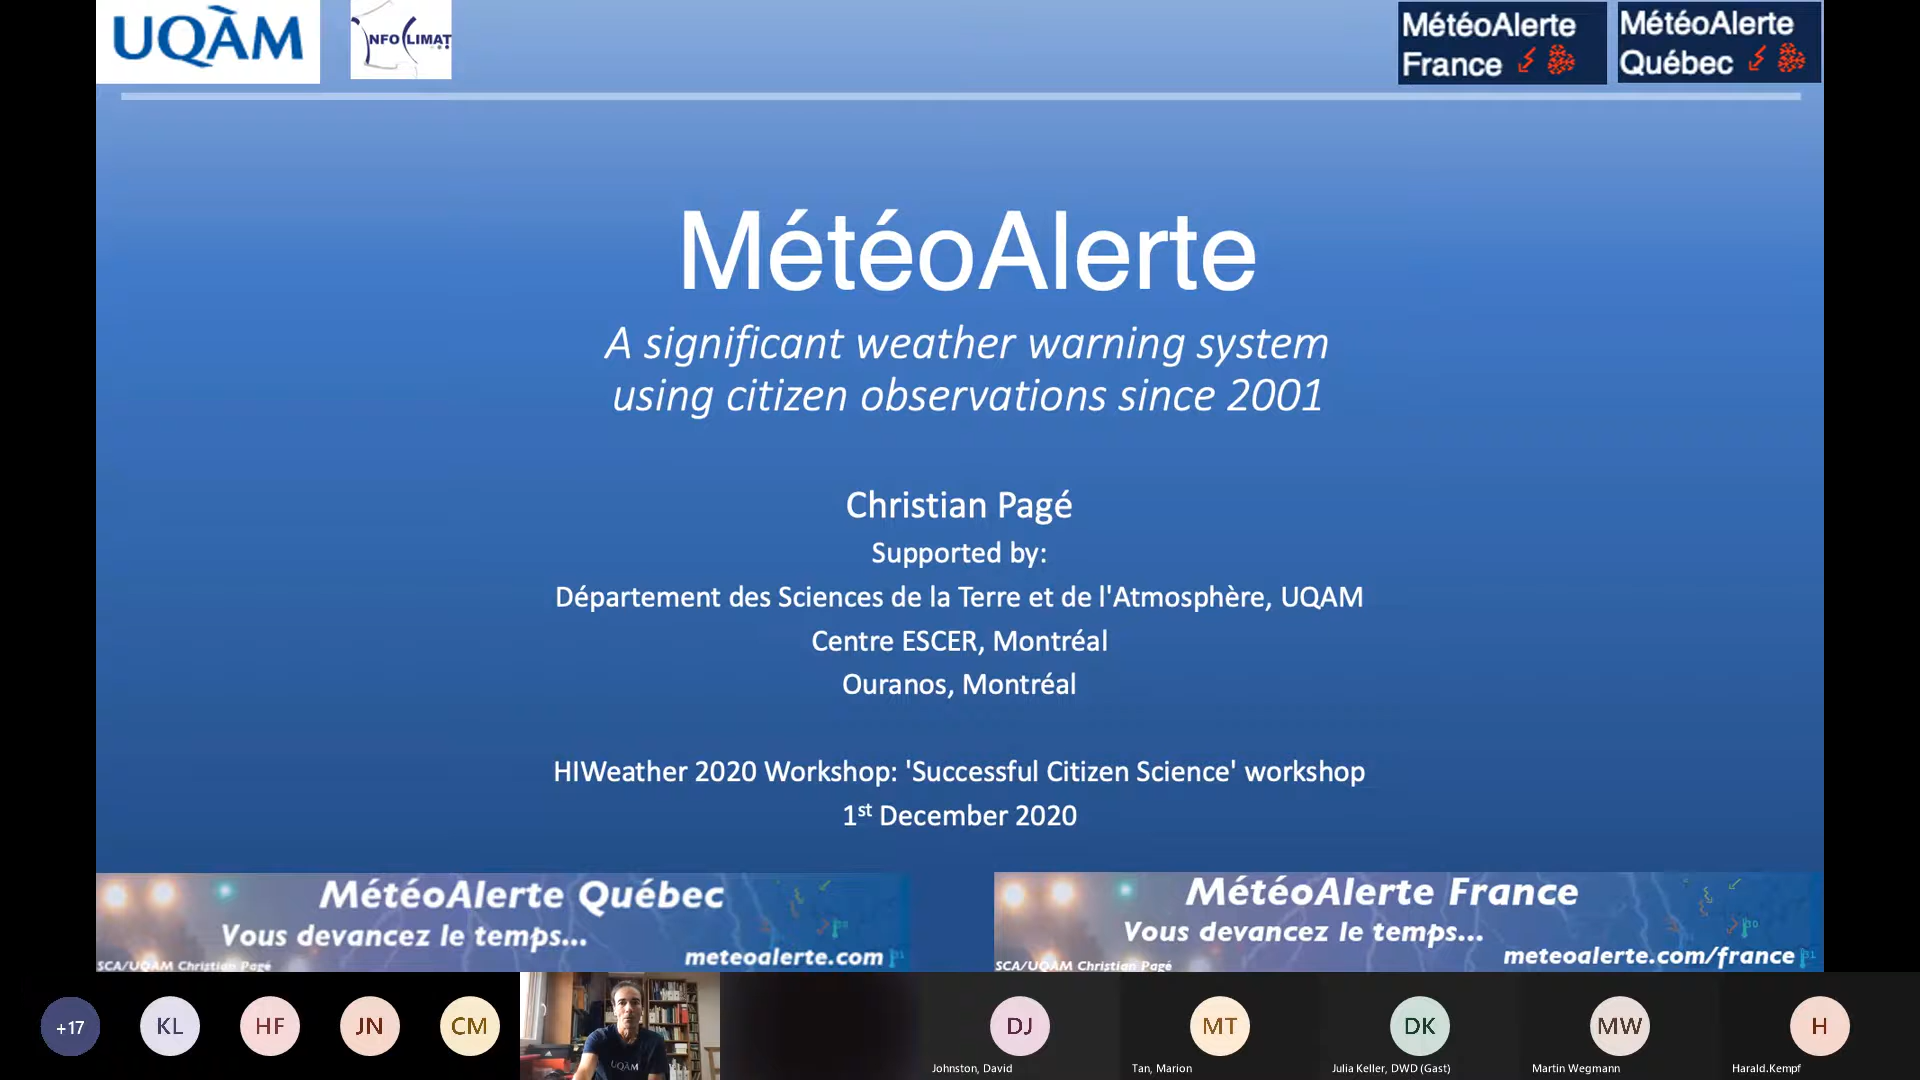 UQÀM
NFOCLIMAT
MétéoAlerte
France
MétéoAlerte
Québec
MétéoAlerte
A significant weather warning system
using citizen observations since 2001
Christian Pagé
Supported by:
Département des Sciences de la Terre et de l'Atmosphère, UQAM
Centre ESCER, Montréal
Ouranos, Montréal
HIWeather 2020 Workshop: 'Successful Citizen Science' workshop
1st December 2020
MétéoAlerte Québec
Vous devancez le temps...
meteoalerte.com
SCA/UQAM Christian Pagé
MétéoAlerte France
Vous devancez le temps...
meteoalerte.com/france
SCA/UQAM Christian Pagé
+17
KL
HF
JN
CM
UQÀM
DJ
MT
DK
MW
H
Johnston, David
Tan, Marion
Julia Keller, DWD (Gast)
Martin Wegmann
Harald.Kempf